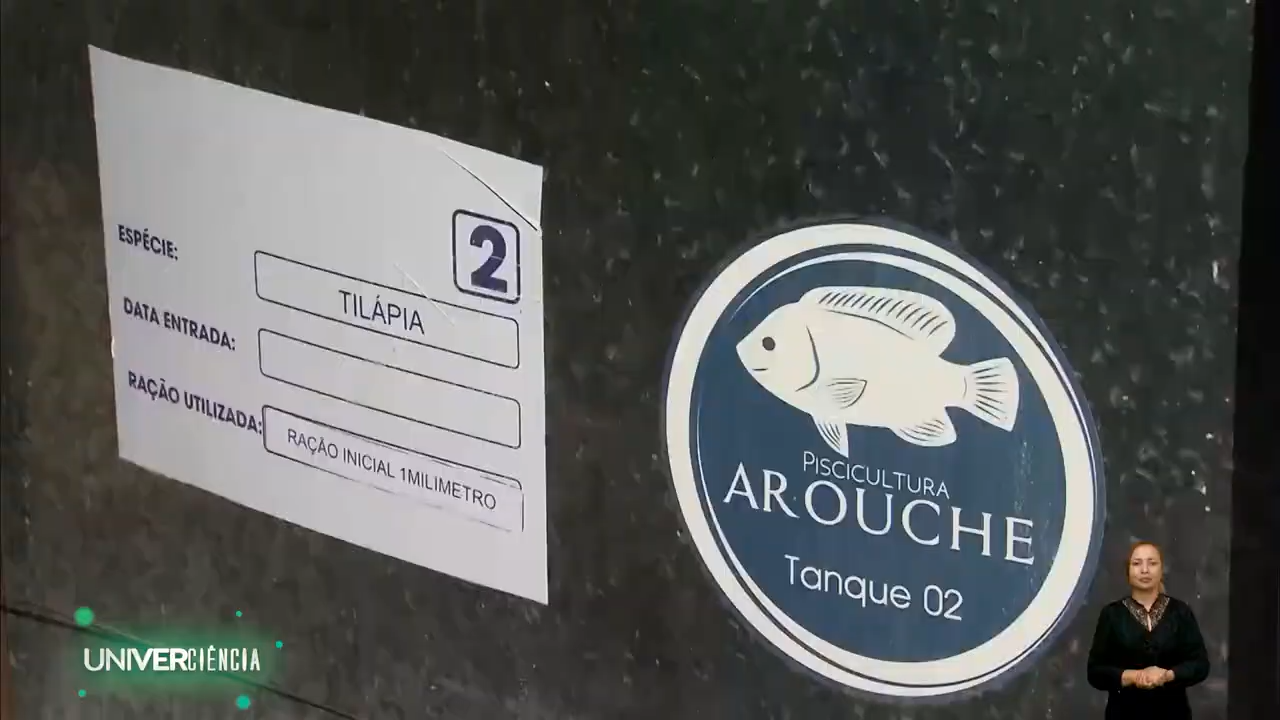 2
ESPÉCIE:
TILÁPIA
DATA ENTRADA:
RAÇÃO UTILIZADA:
RAÇÃO INICIAL 1MILIMETRO
PISCICULTURA
AROUCHE
Tanque 02
UNIVERCIÊNCIA